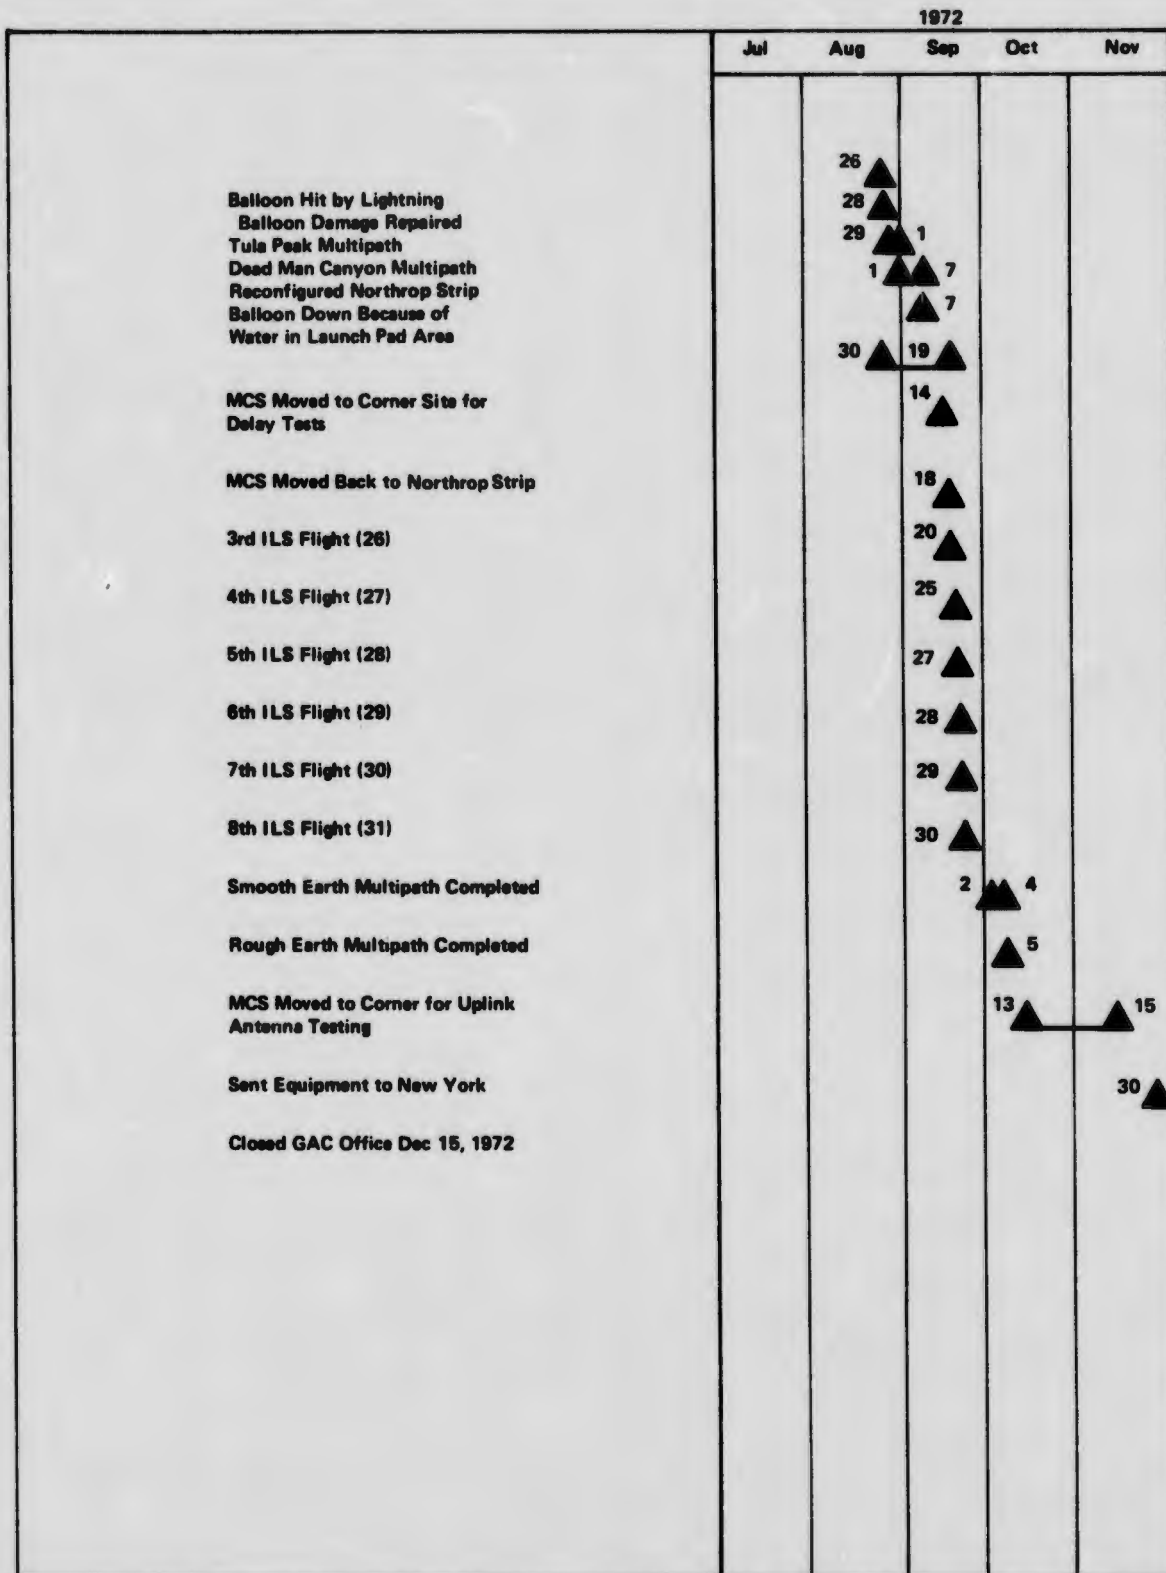 1972
Jul Aug Sep Oct Nov
26
Balloon Hit by Lightning 28
Balloon Damage Repaired
Tula Peak Multipath 29 1
Dead Man Canyon Multipath 1 7
Reconfigured Northrop Strip
Balloon Down Because of 7
Water in Launch Pad Area
30 19
MCS Moved to Corner Site for 14
Delay Tests
MCS Moved Back to Northrop Strip 18
3rd ILS Flight (26) 20
4th ILS Flight (27) 25
5th ILS Flight (28) 27
6th ILS Flight (29) 28
7th ILS Flight (30) 29
8th ILS Flight (31) 30
Smooth Earth Multipath Completed 2 4
Rough Earth Multipath Completed 5
MCS Moved to Corner for Uplink 13 15
Antenna Testing
Sent Equipment to New York 30
Closed GAC Office Dec 15, 1972